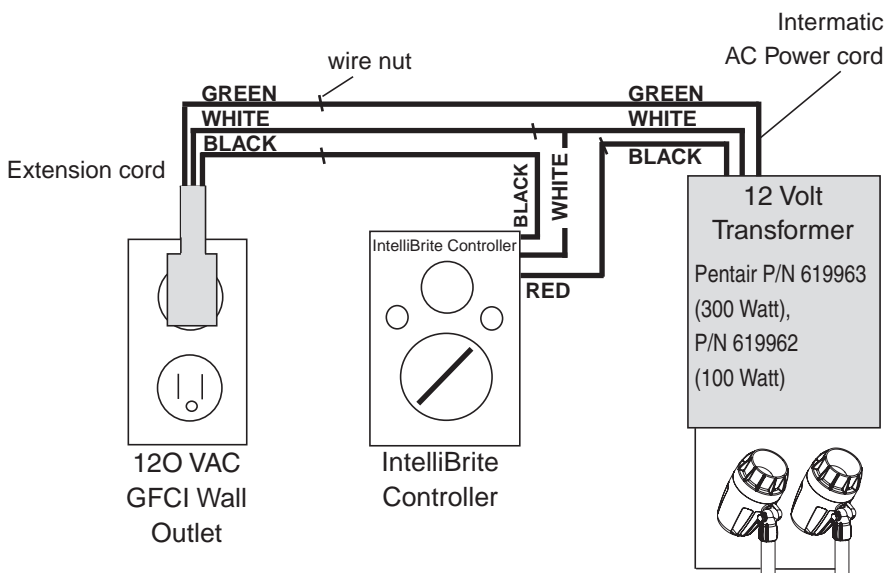 Intermatic
AC Power cord
wire nut
GREEN
GREEN
WHITE
WHITE
BLACK
BLACK
Extension cord
BLACK
WHITE
12 Volt
Transformer
Pentair P/N 619963
(300 Watt),
P/N 619962
(100 Watt)
IntelliBrite Controller
RED
12O VAC
GFCI Wall
Outlet
IntelliBrite
Controller